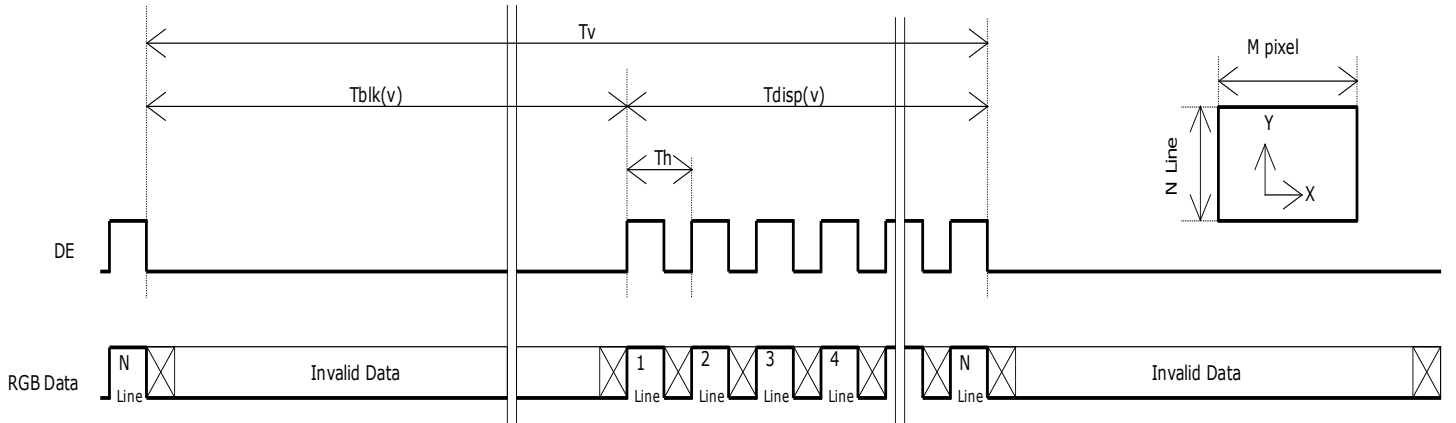 Tv
M pixel
Tblk(v)
Tdisp(v)
Y
N Line
Th
X
DE
RGB Data
N
Line
Invalid Data
1
Line
2
Line
3
Line
4
Line
N
Line
Invalid Data